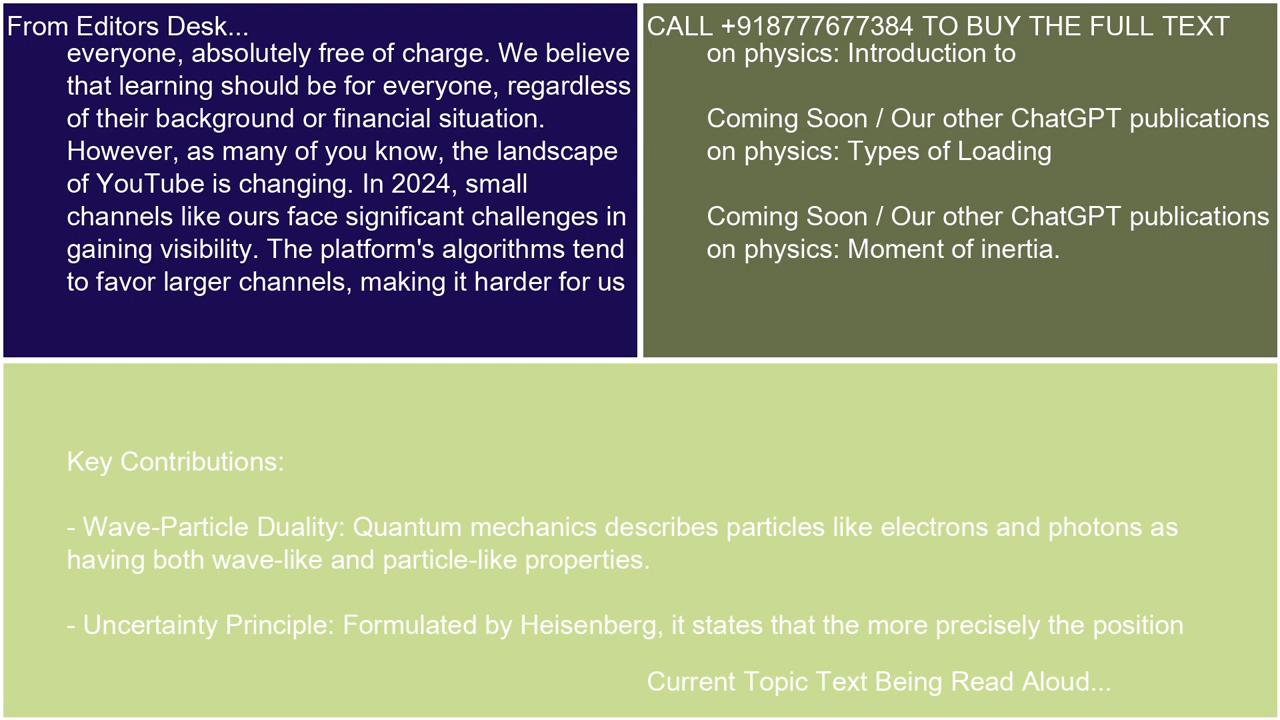 From Editors Desk...
everyone, absolutely free of charge. We believe
that learning should be for everyone, regardless
of their background or financial situation.
However, as many of you know, the landscape
of YouTube is changing. In 2024, small
channels like ours face significant challenges in
gaining visibility. The platform's algorithms tend
to favor larger channels, making it harder for us
CALL +918777677384 TO BUY THE FULL TEXT
on physics: Introduction to
Coming Soon / Our other ChatGPT publications
on physics: Types of Loading
Coming Soon / Our other ChatGPT publications
on physics: Moment of inertia.
Key Contributions:
- Wave-Particle Duality: Quantum mechanics describes particles like electrons and photons as
having both wave-like and particle-like properties.
- Uncertainty Principle: Formulated by Heisenberg, it states that the more precisely the position
Current Topic Text Being Read Aloud...